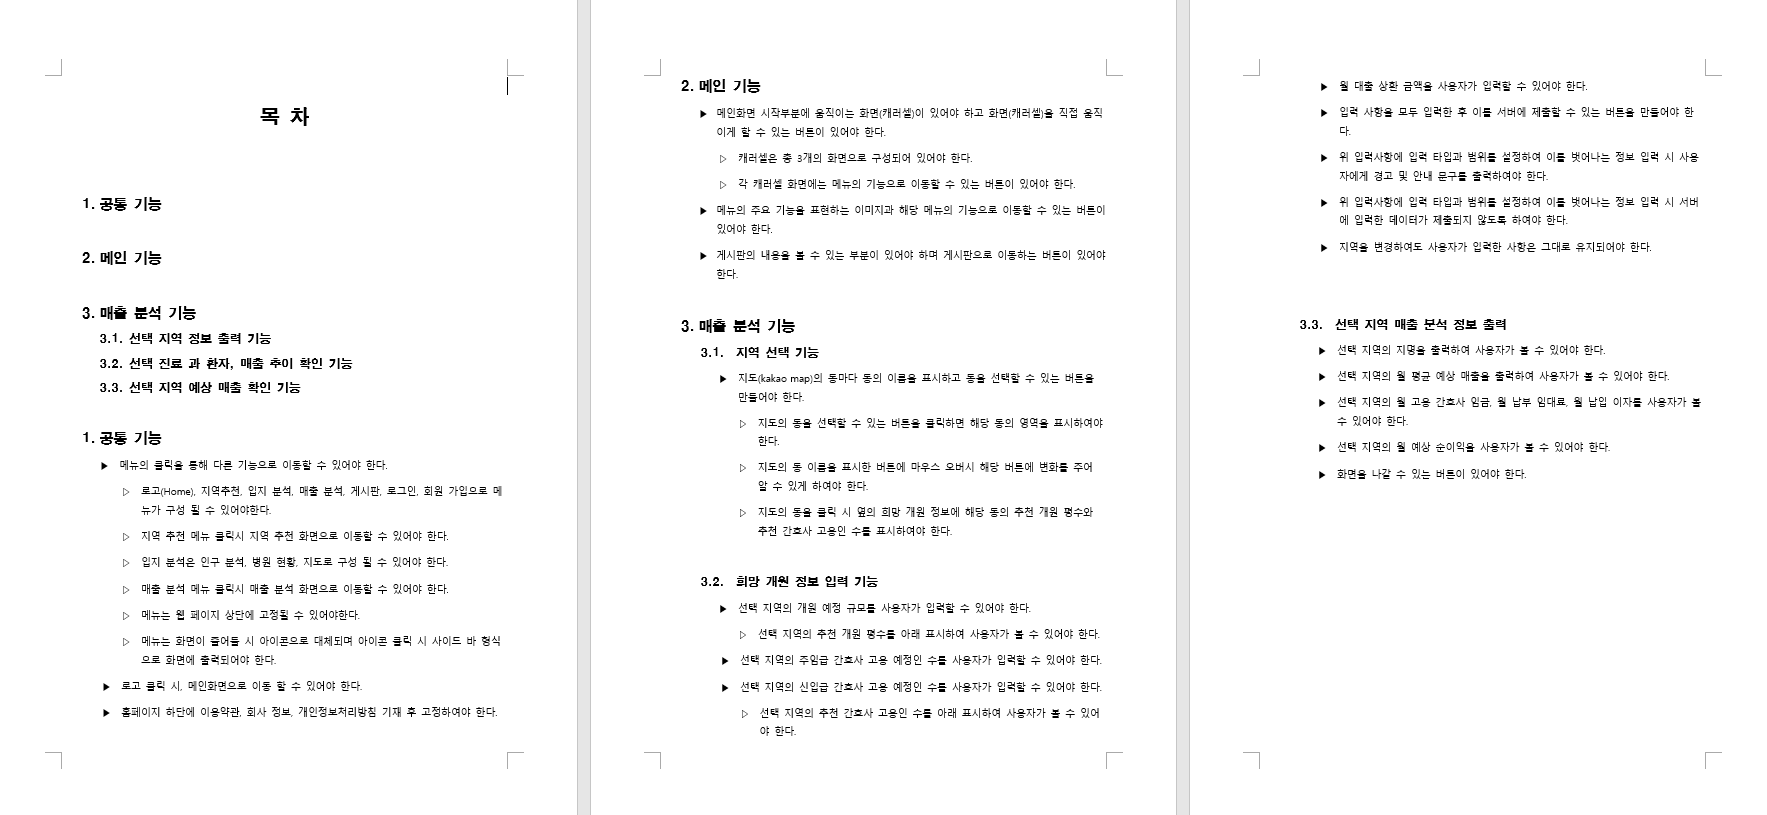 목 차
1. 공통 기능
2. 메인 기능
3. 매출 분석 기능
3.1. 선택 지역 정보 출력 기능
3.2. 선택 진료 과 환자, 매출 추이 확인 기능
3.3. 선택 지역 예상 매출 확인 기능
1. 공통 기능
▶ 메뉴의 클릭을 통해 다른 기능으로 이동할 수 있어야 한다.
▷ 로고(Home), 지역추천, 입지 분석, 매출 분석, 게시판, 로그인, 회원 가입으로 메
뉴가 구성 될 수 있어야한다.
▷ 지역 추천 메뉴 클릭시 지역 추천 화면으로 이동할 수 있어야 한다.
▷ 입지 분석은 인구 분석, 병원 현황, 지도로 구성 될 수 있어야 한다.
▷ 매출 분석 메뉴 클릭시 매출 분석 화면으로 이동할 수 있어야 한다.
▷ 메뉴는 웹 페이지 상단에 고정될 수 있어야한다.
▷ 메뉴는 화면이 줄어들 시 아이콘으로 대체되며 아이콘 클릭 시 사이드 바 형식
으로 화면에 출력되어야 한다.
▶ 로고 클릭 시, 메인화면으로 이동 할 수 있어야 한다.
▶ 홈페이지 하단에 이용약관, 회사 정보, 개인정보처리방침 기재 후 고정하여야 한다.
2. 메인 기능
▶ 메인화면 시작부분에 움직이는 화면(캐러셀)이 있어야 하고 화면(캐러셀)을 직접 움직
이게 할 수 있는 버튼이 있어야 한다.
▷ 캐러셀은 총 3개의 화면으로 구성되어 있어야 한다.
▷ 각 캐러셀 화면에는 메뉴의 기능으로 이동할 수 있는 버튼이 있어야 한다.
▶ 메뉴의 주요 기능을 표현하는 이미지과 해당 메뉴의 기능으로 이동할 수 있는 버튼이
있어야 한다.
▶ 게시판의 내용을 볼 수 있는 부분이 있어야 하며 게시판으로 이동하는 버튼이 있어야
한다.
3. 매출 분석 기능
3.1. 지역 선택 기능
▶ 지도(kakao map)의 동마다 동의 이름을 표시하고 동을 선택할 수 있는 버튼을
만들어야 한다.
▷ 지도의 동을 선택할 수 있는 버튼을 클릭하면 해당 동의 영역을 표시하여야
한다.
▷ 지도의 동 이름을 표시한 버튼에 마우스 오버시 해당 버튼에 변화를 주어
알 수 있게 하여야 한다.
▷ 지도의 동을 클릭 시 옆의 희망 개원 정보에 해당 동의 추천 개원 평수와
추천 간호사 고용인 수를 표시하여야 한다.
3.2. 희망 개원 정보 입력 기능
▶ 선택 지역의 개원 예정 규모를 사용자가 입력할 수 있어야 한다.
▷ 선택 지역의 추천 개원 평수를 아래 표시하여 사용자가 볼 수 있어야 한다.
▶ 선택 지역의 주임급 간호사 고용 예정인 수를 사용자가 입력할 수 있어야 한다.
▶ 선택 지역의 신입급 간호사 고용 예정인 수를 사용자가 입력할 수 있어야 한다.
▷ 선택 지역의 추천 간호사 고용인 수를 아래 표시하여 사용자가 볼 수 있어
야 한다.
▶ 월 대출 상환 금액을 사용자가 입력할 수 있어야 한다.
▶ 입력 사항을 모두 입력한 후 이를 서버에 제출할 수 있는 버튼을 만들어야 한
다.
▶ 위 입력사항에 입력 타입과 범위를 설정하여 이를 벗어나는 정보 입력 시 사용
자에게 경고 및 안내 문구를 출력하여야 한다.
▶ 위 입력사항에 입력 타입과 범위를 설정하여 이를 벗어나는 정보 입력 시 서버
에 입력한 데이터가 제출되지 않도록 하여야 한다.
▶ 지역을 변경하여도 사용자가 입력한 사항은 그대로 유지되어야 한다.
3.3. 선택 지역 매출 분석 정보 출력
▶ 선택 지역의 지명을 출력하여 사용자가 볼 수 있어야 한다.
▶ 선택 지역의 월 평균 예상 매출을 출력하여 사용자가 볼 수 있어야 한다.
▶ 선택 지역의 월 고용 간호사 임금, 월 납부 임대료, 월 납입 이자를 사용자가 볼
수 있어야 한다.
▶ 선택 지역의 월 예상 순이익을 사용자가 볼 수 있어야 한다.
▶ 화면을 나갈 수 있는 버튼이 있어야 한다.